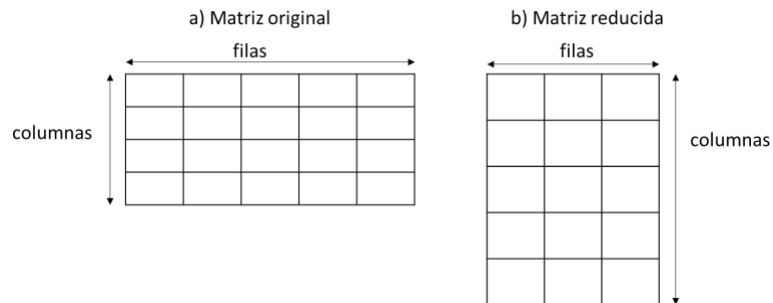 a) Matriz original
filas
columnas
b) Matriz reducida
filas
columnas